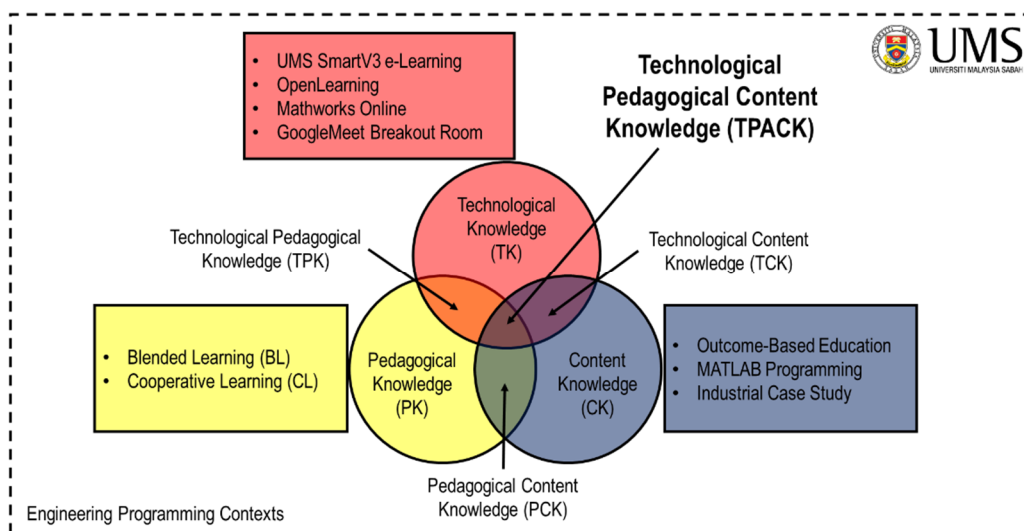 UMS
UNIVERSITI MALAYSIA SABAH
• UMS SmartV3 e-Learning
• OpenLearning
• Mathworks Online
• GoogleMeet Breakout Room
Technological
Pedagogical Content
Knowledge (TPACK)
Technological
Knowledge
(TK)
Technological Pedagogical
Knowledge (TPK)
Technological Content
Knowledge (TCK)
• Blended Learning (BL)
• Cooperative Learning (CL)
Pedagogical
Knowledge
(PK)
Content
Knowledge
(CK)
• Outcome-Based Education
• MATLAB Programming
• Industrial Case Study
Pedagogical Content
Knowledge (PCK)
Engineering Programming Contexts